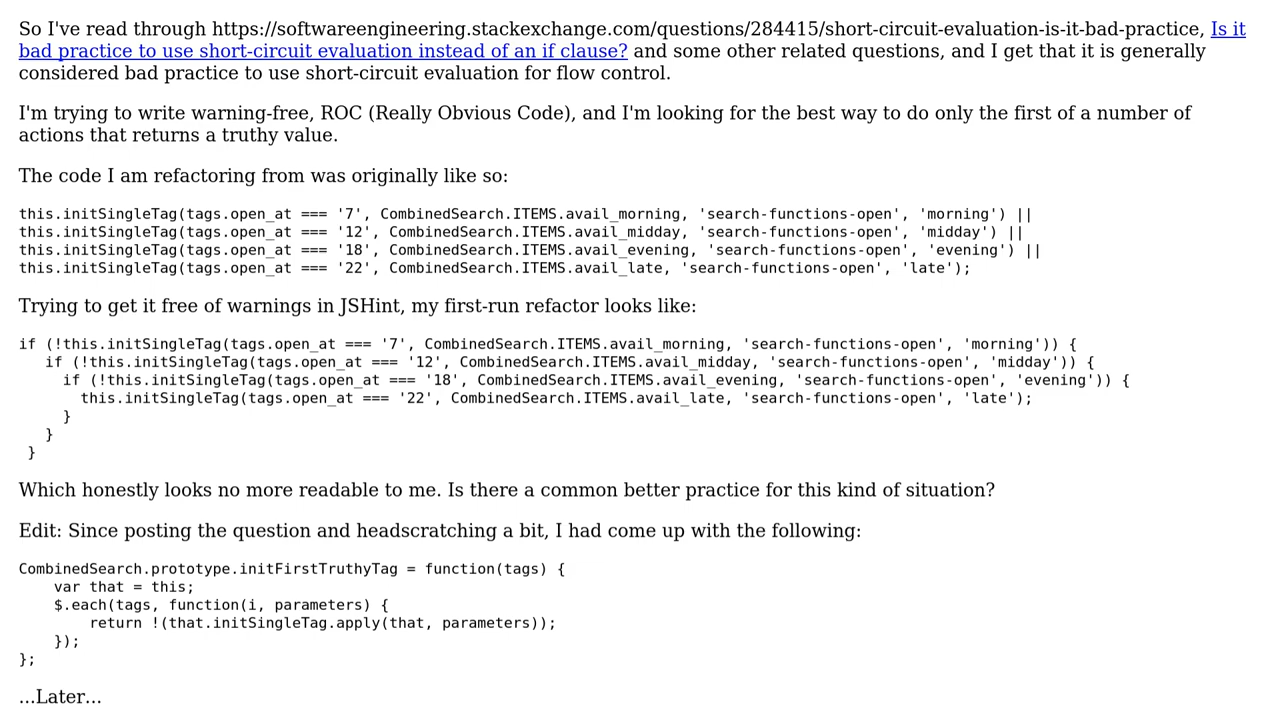 So I've read through https://softwareengineering.stackexchange.com/questions/284415/short-circuit-evaluation-is-it-bad-practice, Is it
bad practice to use short-circuit evaluation instead of an if clause? and some other related questions, and I get that it is generally
considered bad practice to use short-circuit evaluation for flow control.
I'm trying to write warning-free, ROC (Really Obvious Code), and I'm looking for the best way to do only the first of a number of
actions that returns a truthy value.
The code I am refactoring from was originally like so:
this.initSingleTag(tags.open_at === '7', CombinedSearch.ITEMS.avail_morning, 'search-functions-open', 'morning') ||
this.initSingleTag(tags.open_at === '12', CombinedSearch.ITEMS.avail_midday, 'search-functions-open', 'midday') ||
this.initSingleTag(tags.open_at === '18', CombinedSearch.ITEMS.avail_evening, 'search-functions-open', 'evening') ||
this.initSingleTag(tags.open_at === '22', CombinedSearch.ITEMS.avail_late, 'search-functions-open', 'late');
Trying to get it free of warnings in JSHint, my first-run refactor looks like:
if (!this.initSingleTag(tags.open_at === '7', CombinedSearch.ITEMS.avail_morning, 'search-functions-open', 'morning')) {
   if (!this.initSingleTag(tags.open_at === '12', CombinedSearch.ITEMS.avail_midday, 'search-functions-open', 'midday')) {
     if (!this.initSingleTag(tags.open_at === '18', CombinedSearch.ITEMS.avail_evening, 'search-functions-open', 'evening')) {
       this.initSingleTag(tags.open_at === '22', CombinedSearch.ITEMS.avail_late, 'search-functions-open', 'late');
     }
   }
 }
Which honestly looks no more readable to me. Is there a common better practice for this kind of situation?
Edit: Since posting the question and headscratching a bit, I had come up with the following:
CombinedSearch.prototype.initFirstTruthyTag = function(tags) {
    var that = this;
    $.each(tags, function(i, parameters) {
        return !(that.initSingleTag.apply(that, parameters));
    });
};
...Later...